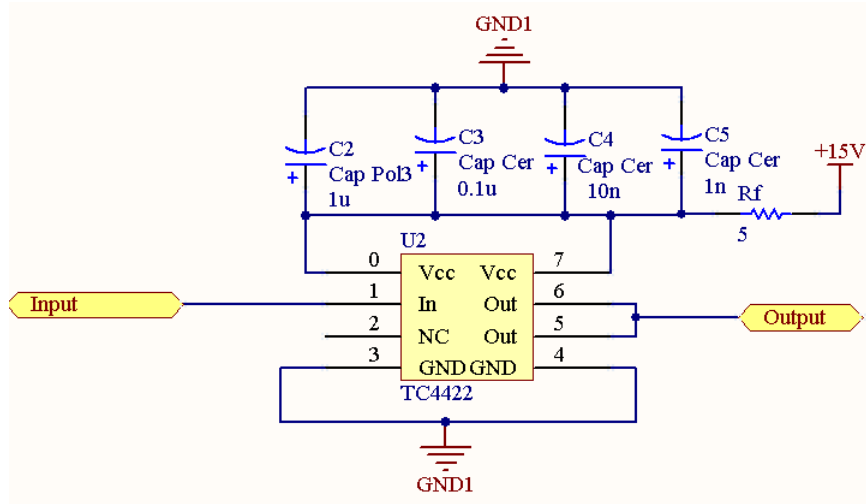 GND1
C2
Cap Pol3
1u
C3
Cap Cer
0.1u
C4
Cap Cer
10n
C5
Cap Cer
1n
+15V
Rf
5
U2
0
Vcc
Vcc
7
Input
1
In
Out
6
2
NC
Out
5
Output
3
GND
GND
4
TC4422
GND1